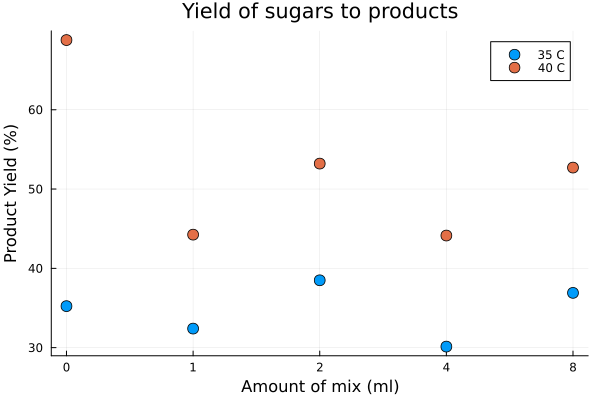 Yield of sugars to products
35 C
40 C
Product Yield (%)
60
50
40
30
0 1 2 4 8
Amount of mix (ml)